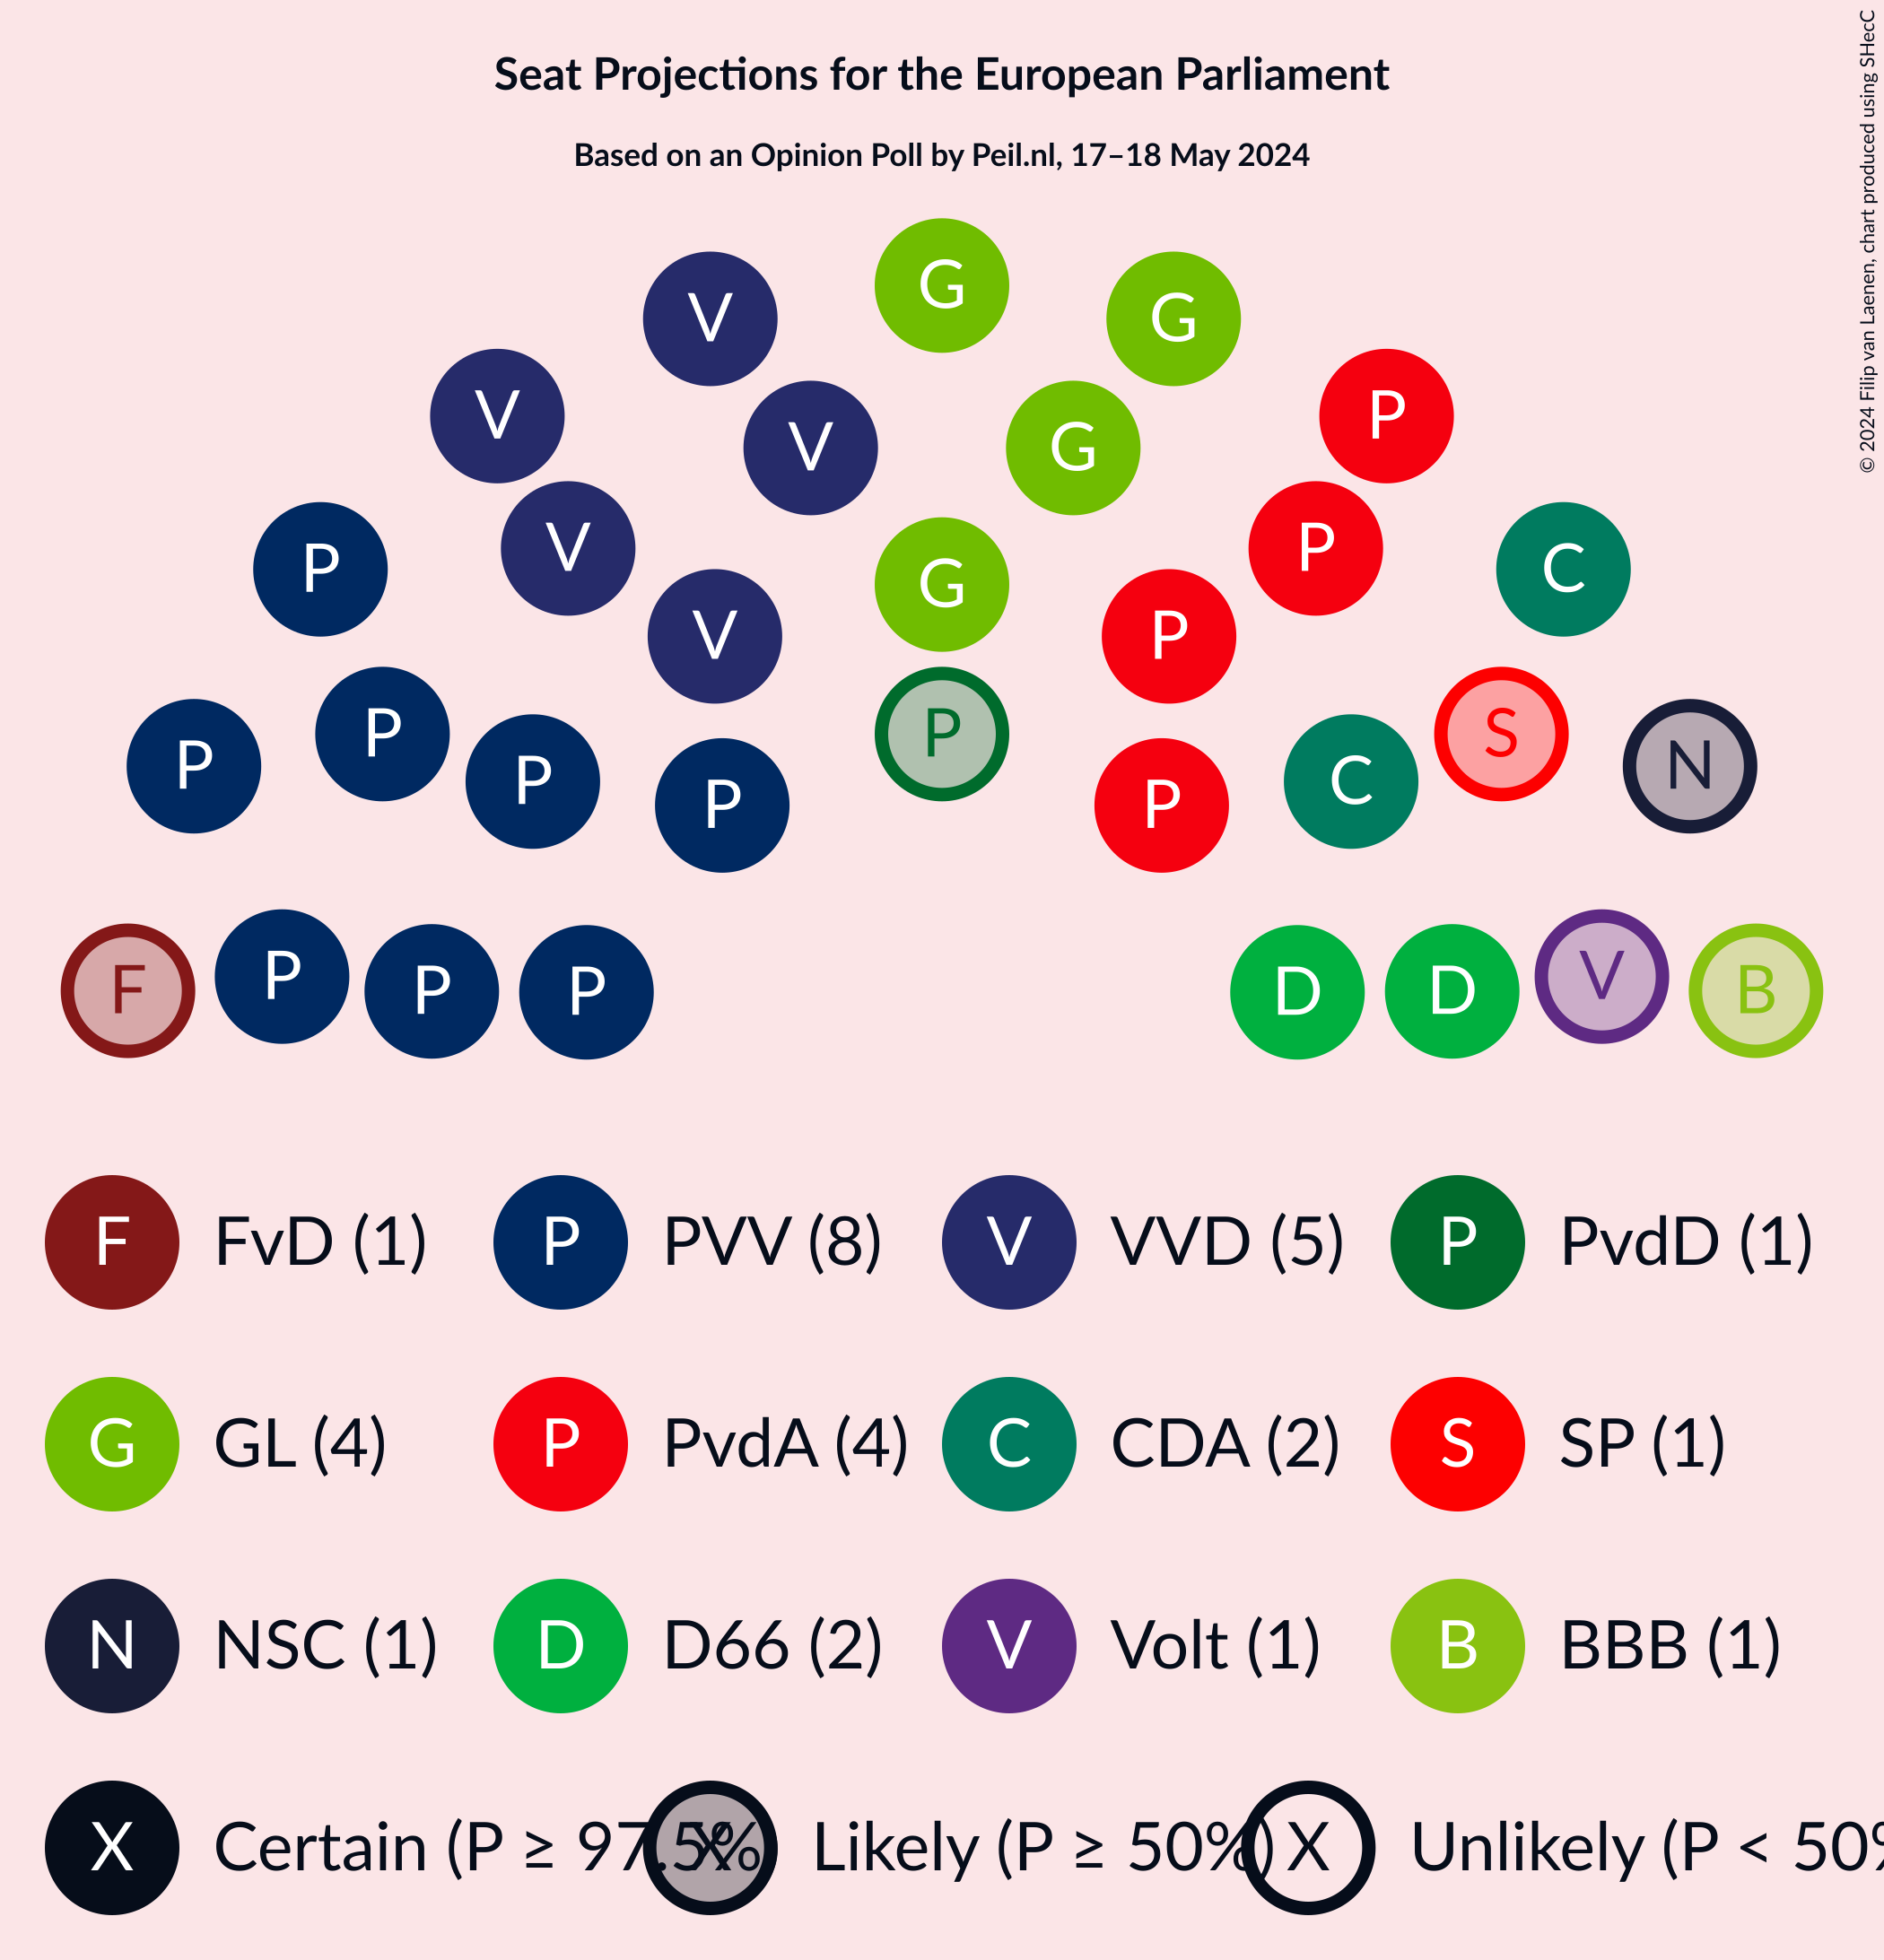 Seat Projections for the European Parliament
Based on an Opinion Poll by Peil.nl, 17–18 May 2024
© 2024 Filip van Laenen, chart produced using SHecC
G
V G
V P
V G
V P
P C
G
V P
P S
P P N
P C
P P
F P P P D D V B
F FvD (1) P PVV (8) V VVD (5) P PvdD (1)
G GL (4) P PvdA (4) C CDA (2) S SP (1)
N NSC (1) D D66 (2) V Volt (1) B BBB (1)
X Certain (P ≥ 97.5% X Likely (P ≥ 50%) X Unlikely (P < 50%